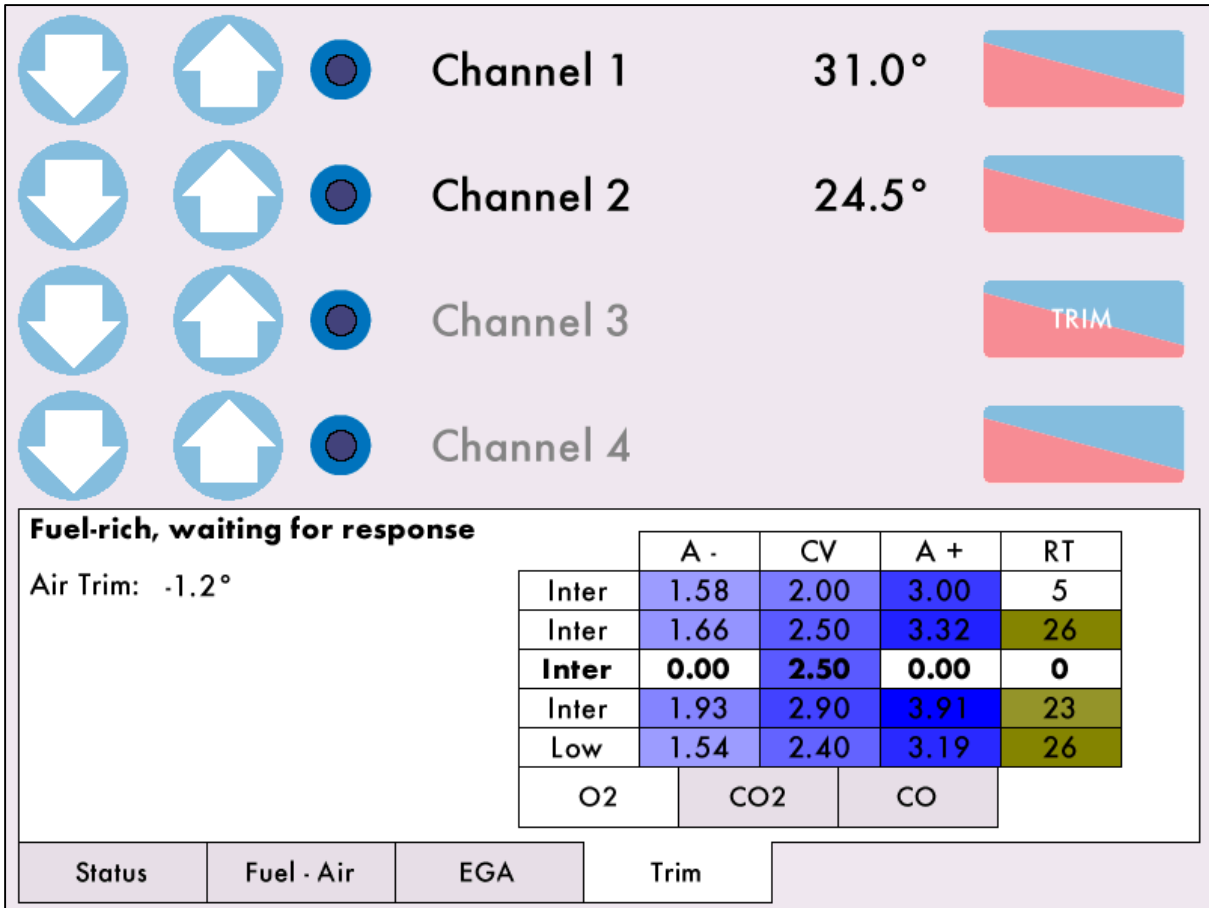 Channel 1 31.0°
Channel 2 24.5°
Channel 3 TRIM
Channel 4
Fuel-rich, waiting for response
Air Trim: -1.2°
A - CV A + RT
Inter 1.58 2.00 3.00 5
Inter 1.66 2.50 3.32 26
Inter 0.00 2.50 0.00 0
Inter 1.93 2.90 3.91 23
Low 1.54 2.40 3.19 26
O2 CO2 CO
Status Fuel - Air EGA Trim